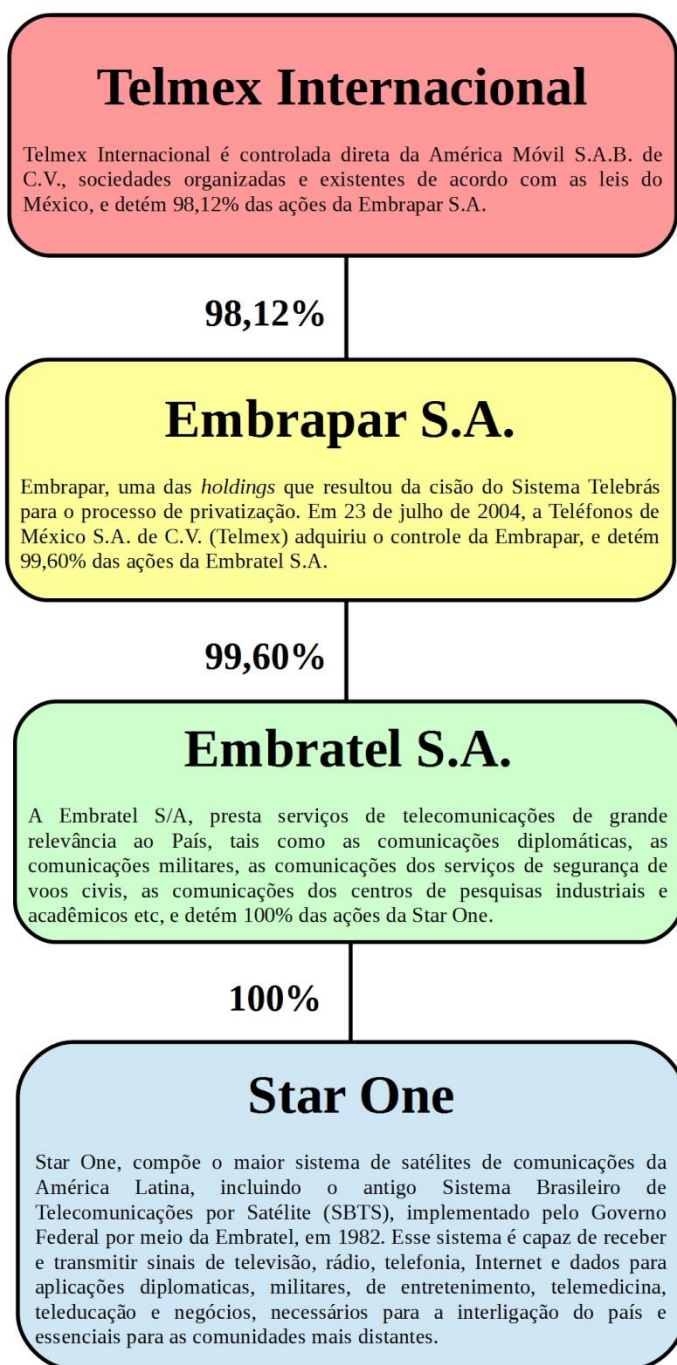 Telmex Internacional
Telmex Internacional é controlada direta da América Móvil S.A.B. de
C.V., sociedades organizadas e existentes de acordo com as leis do
México, e detém 98,12% das ações da Embrapar S.A.
98,12%
Embrapar S.A.
Embrapar, uma das holdings que resultou da cisão do Sistema Telebrás
para o processo de privatização. Em 23 de julho de 2004, a Teléfonos de
México S.A. de C.V. (Telmex) adquiriu o controle da Embrapar, e detém
99,60% das ações da Embratel S.A.
99,60%
Embratel S.A.
A Embratel S/A, presta serviços de telecomunicações de grande
relevância ao País, tais como as comunicações diplomáticas, as
comunicações militares, as comunicações dos serviços de segurança de
voos civis, as comunicações dos centros de pesquisas industriais e
acadêmicos etc, e detém 100% das ações da Star One.
100%
Star One
Star One, compõe o maior sistema de satélites de comunicações da
América Latina, incluindo o antigo Sistema Brasileiro de
Telecomunicações por Satélite (SBTS), implementado pelo Governo
Federal por meio da Embratel, em 1982. Esse sistema é capaz de receber
e transmitir sinais de televisão, rádio, telefonia, Internet e dados para
aplicações diplomaticas, militares, de entretenimento, telemedicina,
teleducação e negócios, necessários para a interligação do país e
essenciais para as comunidades mais distantes.